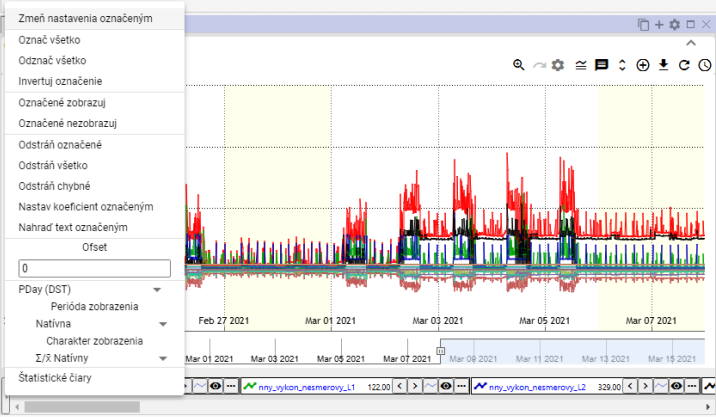 Zmeň nastavenia označeným
Označ všetko
Odznač všetko
Invertuj označenie
Označené zobrazuj
Označené nezobrazuj
Odstráň označené
Odstráň všetko
Odstráň chybné
Nastav koeficient označeným
Nahraď text označeným
Ofset
0
PDay (DST)
Perióda zobrazenia
Natívna
Charakter zobrazenia
Σ/x̄ Natívny
Štatistické čiary
Feb 27 2021 Mar 01 2021 Mar 03 2021 Mar 05 2021 Mar 07 2021
Mar 01 2021 Mar 03 2021 Mar 05 2021 Mar 07 2021 Mar 09 2021 Mar 11 2021 Mar 13 2021 Mar 15 2021
nny_vykon_nesmerovy_L1 122,00 nny_vykon_nesmerovy_L2 329,00